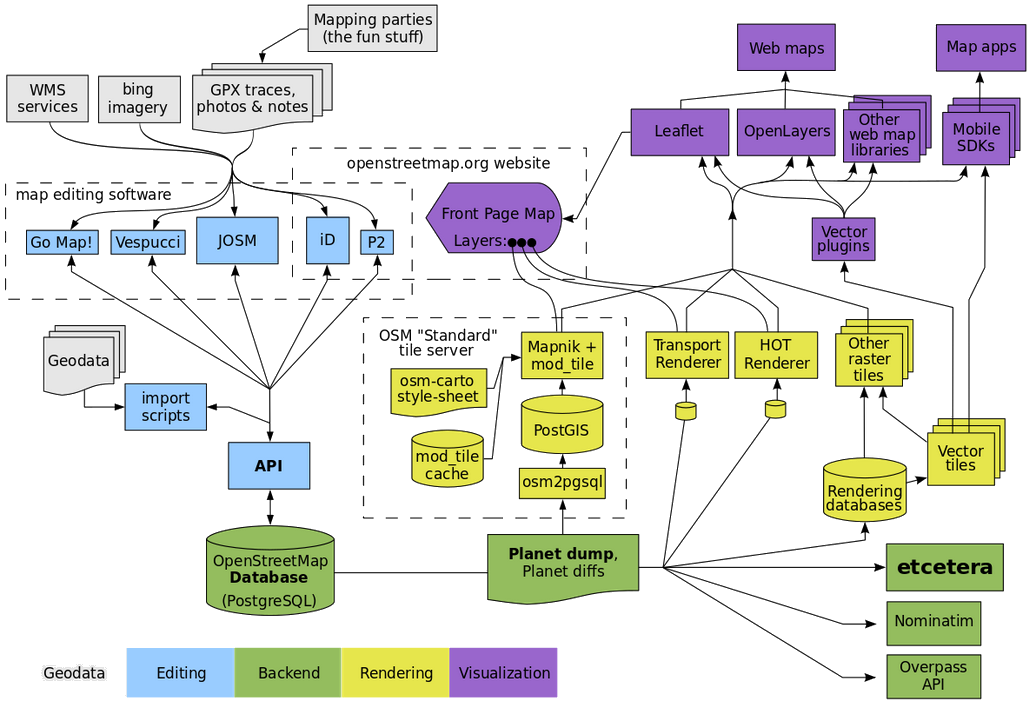 Mapping parties
(the fun stuff)
WMS
services
bing
imagery
GPX traces,
photos & notes
Web maps
Map apps
Leaflet
OpenLayers
Other
web map
libraries
Mobile
SDKs
openstreetmap.org website
map editing software
Front Page Map
Layers:
Go Map!
Vespucci
JOSM
iD
P2
Vector
plugins
Geodata
import
scripts
API
OSM "Standard"
tile server
osm-carto
style-sheet
mod_tile
cache
Mapnik +
mod_tile
PostGIS
osm2pgsql
Transport
Renderer
HOT
Renderer
Other
raster
tiles
Vector
tiles
Rendering
databases
OpenStreetMap
Database
(PostgreSQL)
Planet dump,
Planet diffs
etcetera
Nominatim
Overpass
API
Geodata
Editing
Backend
Rendering
Visualization